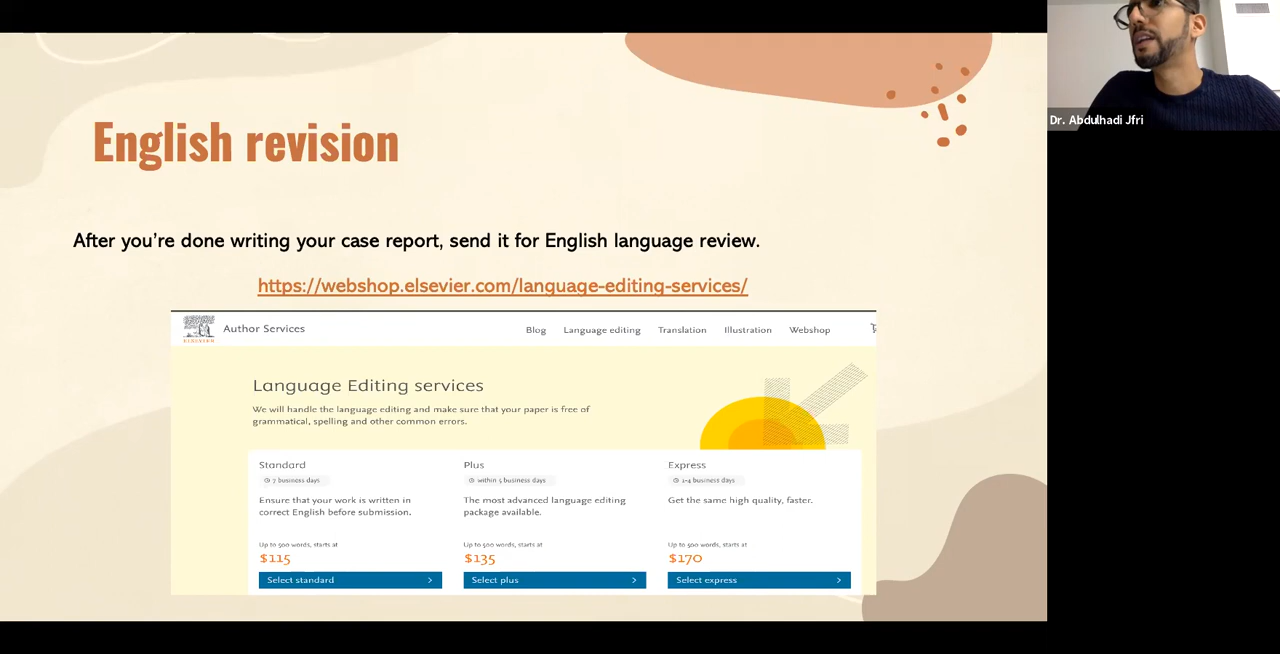 English revision
After you're done writing your case report, send it for English language review.
https://webshop.elsevier.com/language-editing-services/
ELSEVIER
Author Services
Blog Language editing Translation Illustration Webshop
Language Editing services
We will handle the language editing and make sure that your paper is free of
grammatical, spelling and other common errors.
Standard
7 business days
Ensure that your work is written in
correct English before submission.
Up to 500 words, starts at
$115
Select standard
Plus
within 5 business days
The most advanced language editing
package available.
Up to 500 words, starts at
$135
Select plus
Express
1-4 business days
Get the same high quality, faster.
Up to 500 words, starts at
$170
Select express
Dr. Abdulhadi Jfri